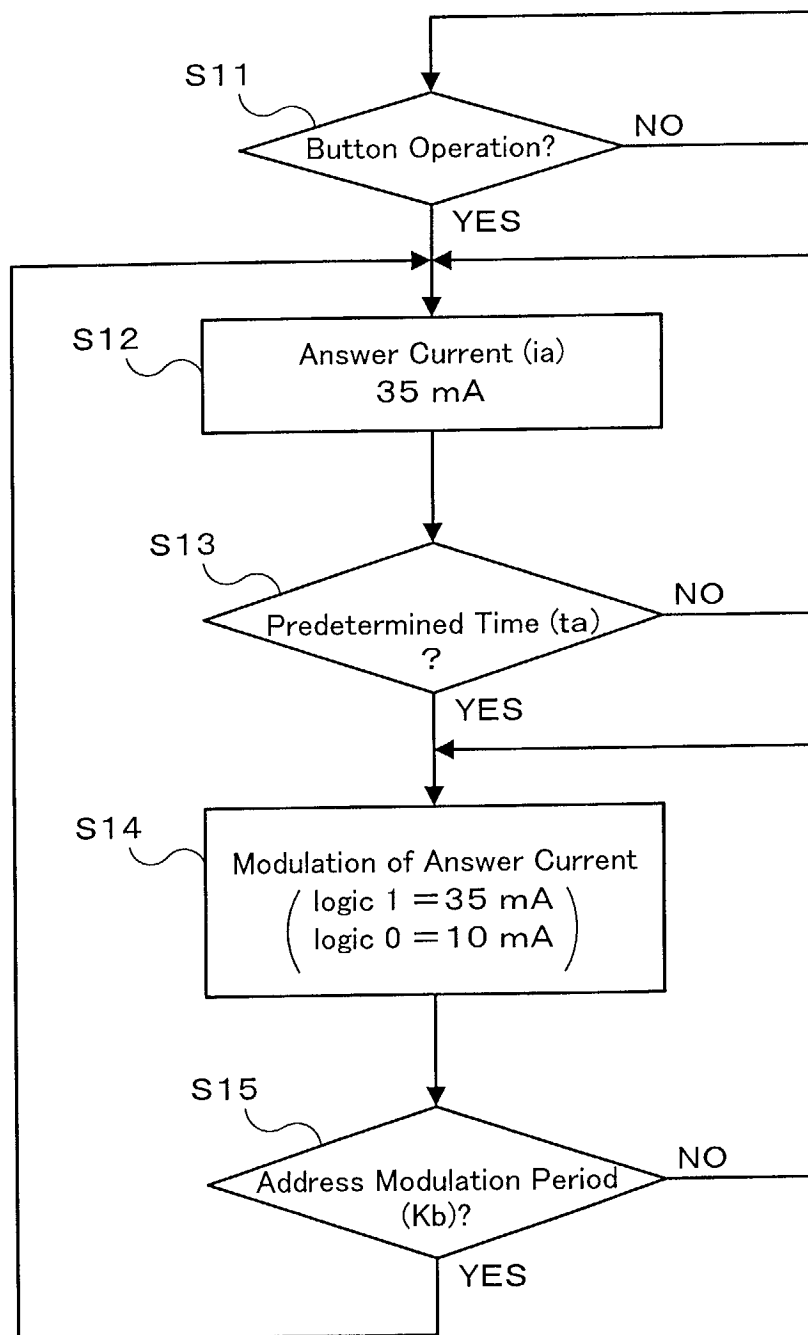 S11
Button Operation?
NO
YES
S12
Answer Current (ia)
35 mA
S13
Predetermined Time (ta)
?
NO
YES
S14
Modulation of Answer Current
( logic 1 = 35 mA
logic 0 = 10 mA )
S15
Address Modulation Period
(Kb)?
NO
YES